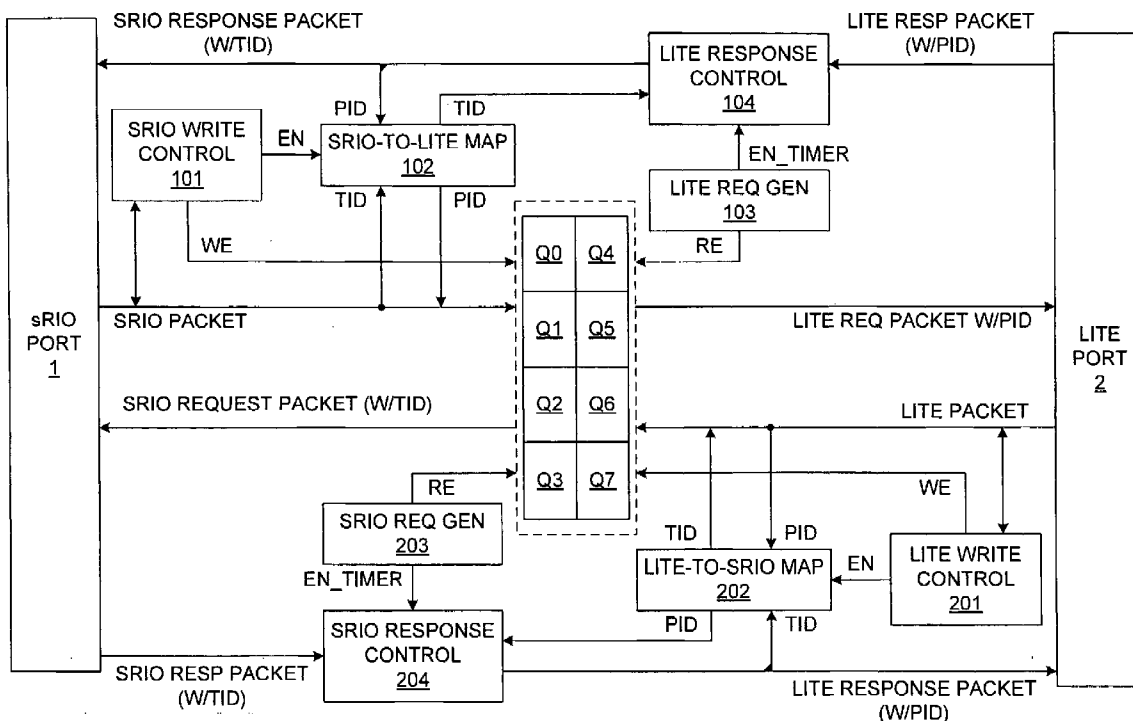 SRIO RESPONSE PACKET
(W/TID)
LITE RESP PACKET
(W/PID)
LITE RESPONSE
CONTROL
104
PID
TID
SRIO WRITE
CONTROL
101
EN
SRIO-TO-LITE MAP
102
EN_TIMER
LITE REQ GEN
103
TID
PID
WE
RE
Q0
Q4
sRIO
PORT
1
SRIO PACKET
Q1
Q5
LITE REQ PACKET W/PID
LITE
PORT
2
SRIO REQUEST PACKET (W/TID)
Q2
Q6
LITE PACKET
RE
Q3
Q7
WE
SRIO REQ GEN
203
TID
PID
EN_TIMER
LITE-TO-SRIO MAP
202
EN
LITE WRITE
CONTROL
201
PID
TID
SRIO RESPONSE
CONTROL
204
SRIO RESP PACKET
(W/TID)
LITE RESPONSE PACKET
(W/PID)